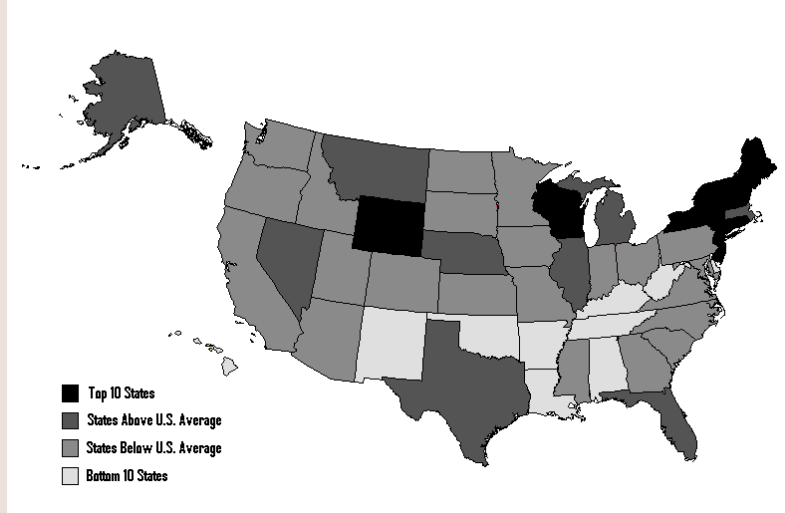 Top 10 States
States Above U.S. Average
States Below U.S. Average
Bottom 10 States